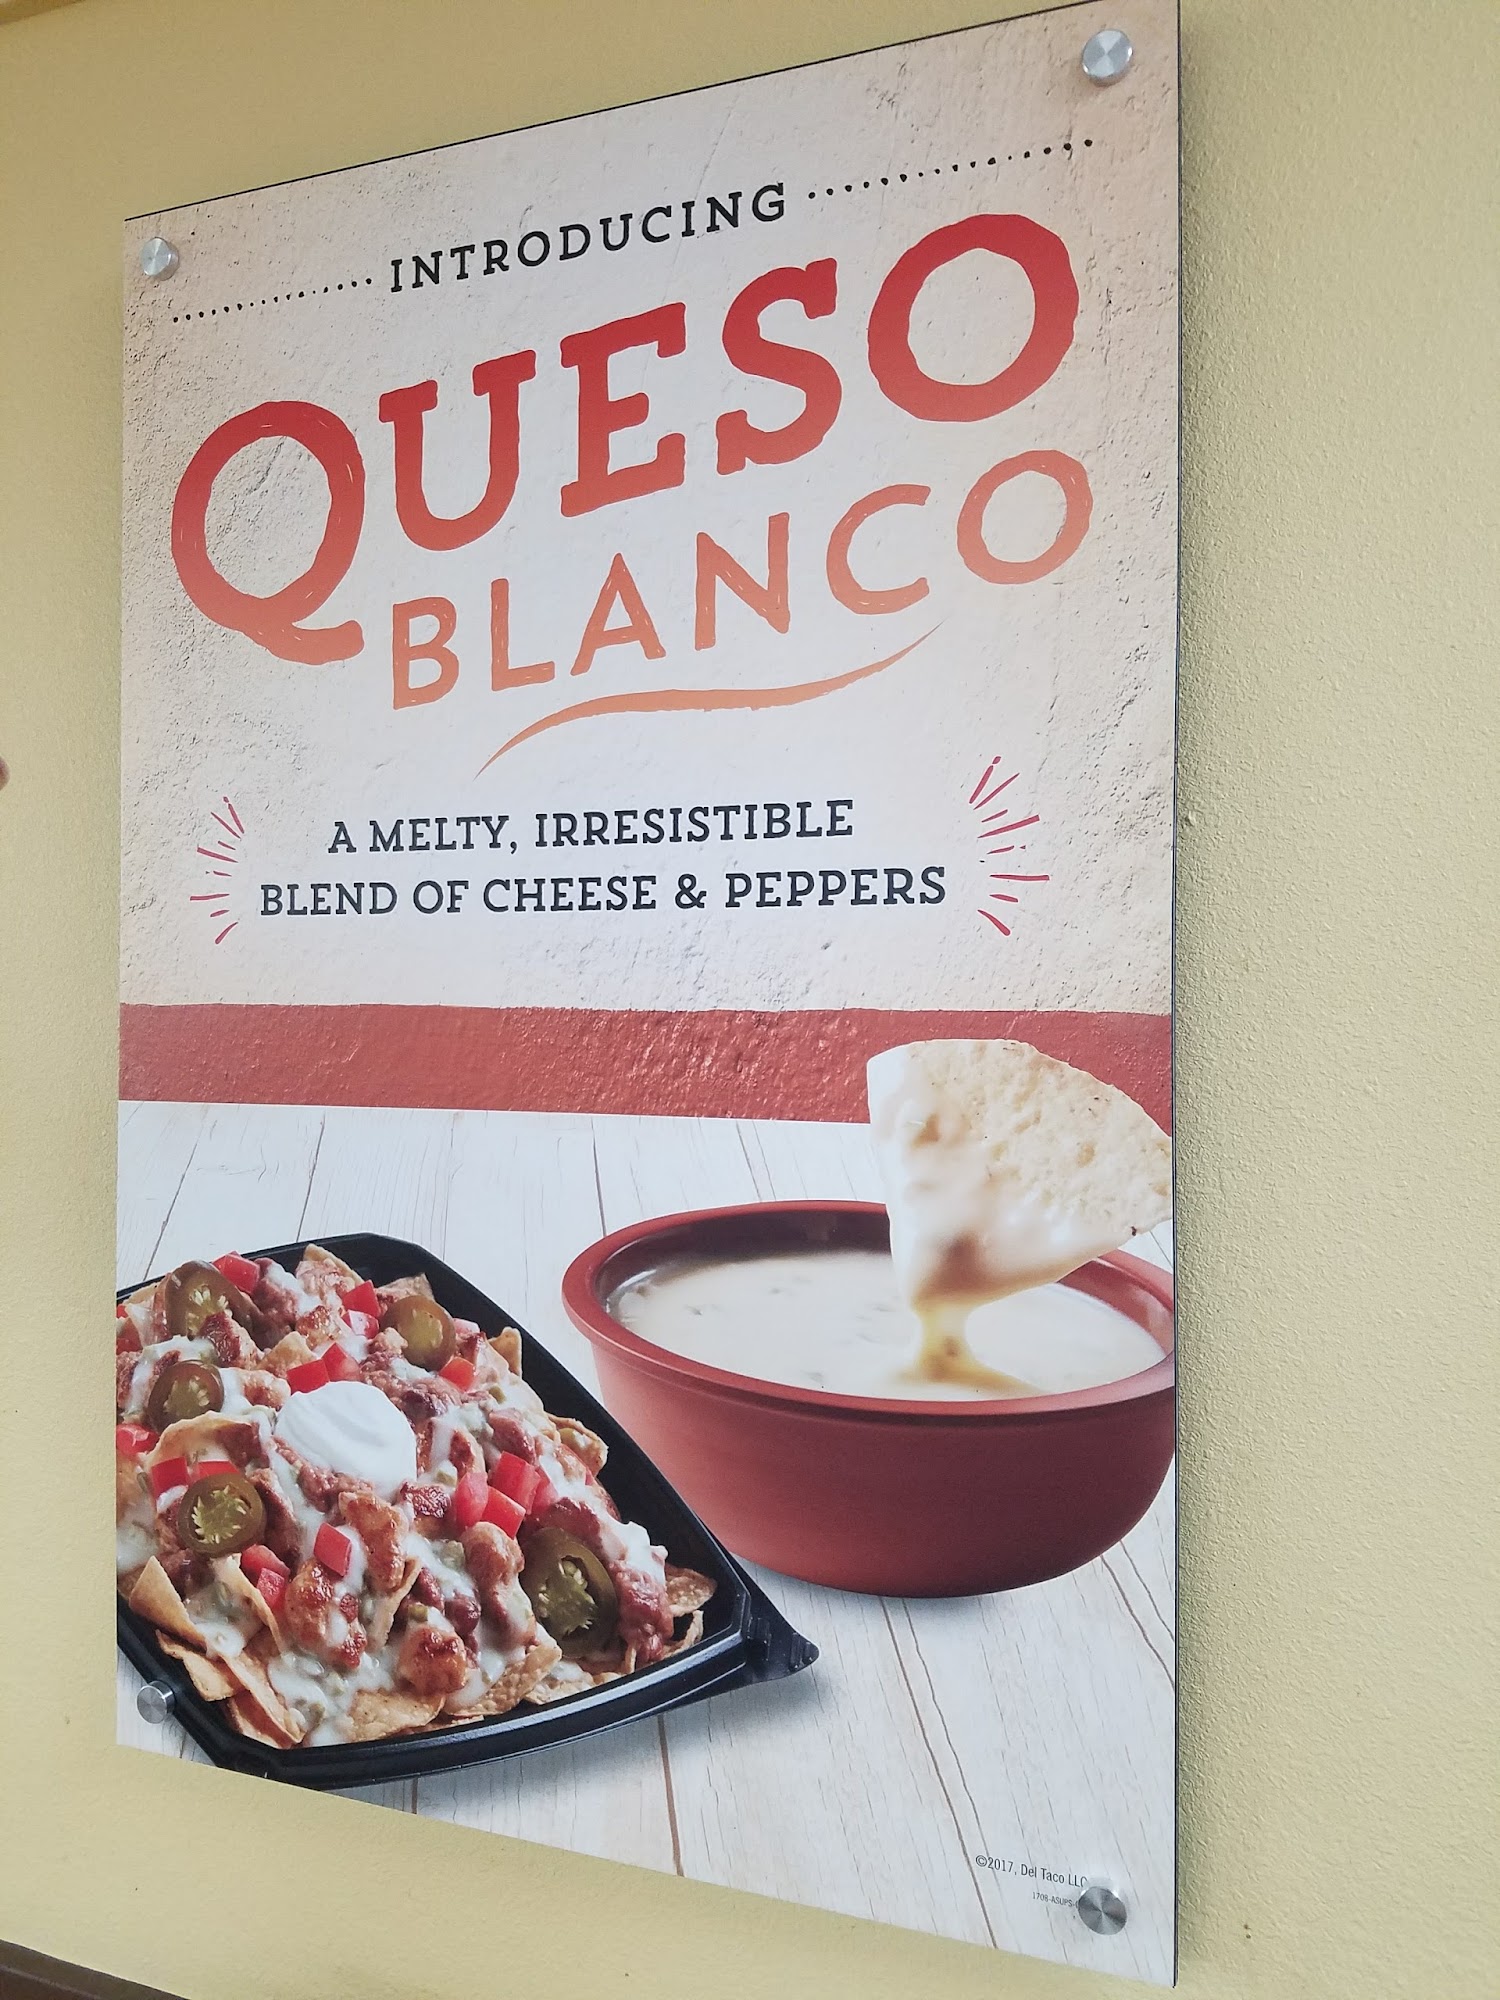 INTRODUCING
QUESO
BLANCO
A MELTY, IRRESISTIBLE
BLEND OF CHEESE & PEPPERS
©2017, Del Taco LLC